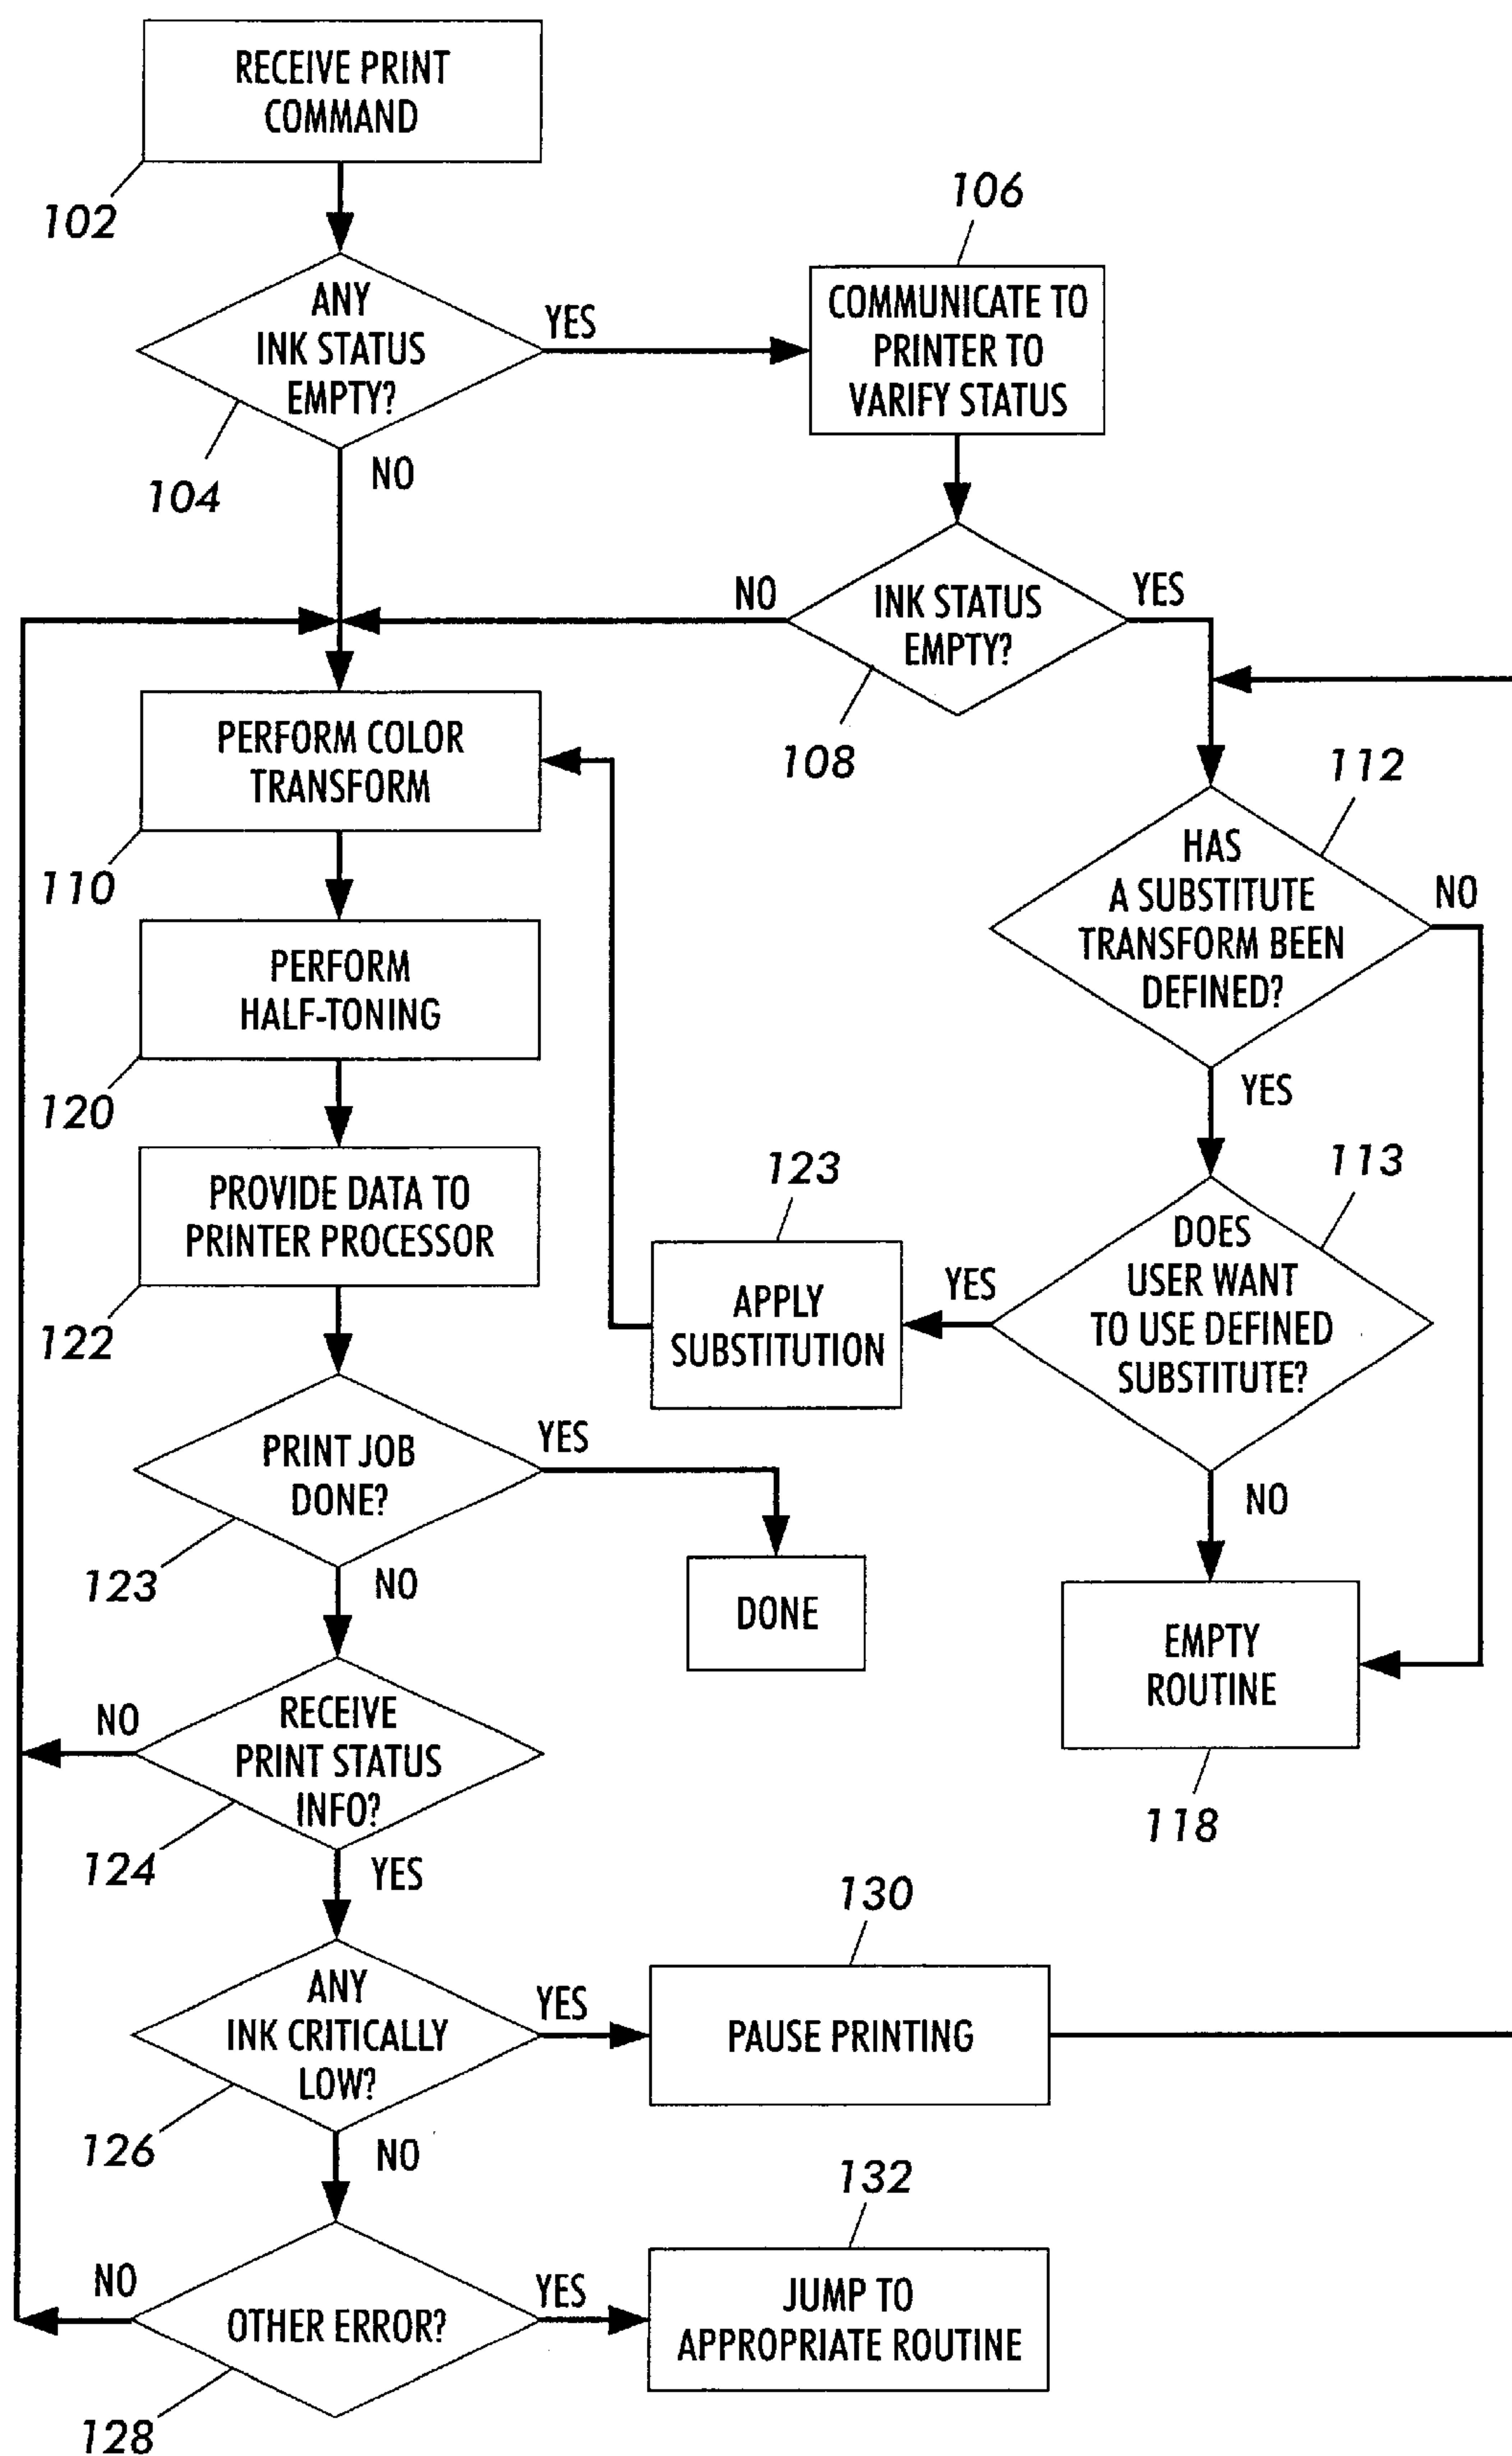 RECEIVE PRINT
COMMAND
102
106
ANY
INK STATUS
EMPTY?
YES
COMMUNICATE TO
PRINTER TO
VARIFY STATUS
104
NO
NO
INK STATUS
EMPTY?
YES
108
PERFORM COLOR
TRANSFORM
110
112
HAS
A SUBSTITUTE
TRANSFORM BEEN
DEFINED?
NO
YES
PERFORM
HALF-TONING
120
PROVIDE DATA TO
PRINTER PROCESSOR
122
123
APPLY
SUBSTITUTION
YES
113
DOES
USER WANT
TO USE DEFINED
SUBSTITUTE?
NO
PRINT JOB
DONE?
YES
123
NO
DONE
EMPTY
ROUTINE
118
RECEIVE
PRINT STATUS
INFO?
NO
124
YES
130
ANY
INK CRITICALLY
LOW?
YES
PAUSE PRINTING
126
NO
132
OTHER ERROR?
NO
YES
JUMP TO
APPROPRIATE ROUTINE
128